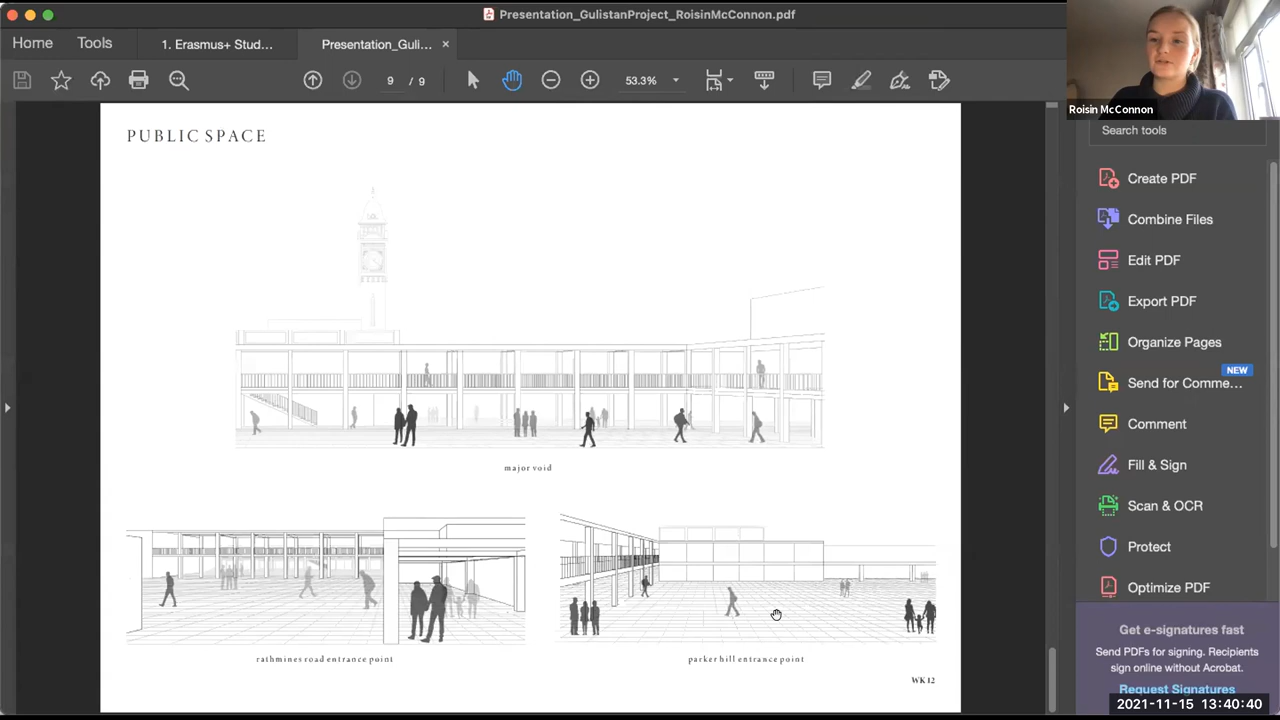 Presentation_GulistanProject_RoisinMcConnon.pdf
Home
Tools
1. Erasmus+ Stud...
Presentation_Guli...
×
9 / 9
53.3%
Roisin McConnon
Search tools
Create PDF
Combine Files
Edit PDF
Export PDF
Organize Pages
NEW
Send for Comme...
Comment
Fill & Sign
Scan & OCR
Protect
Optimize PDF
Get e-signatures fast
Send PDFs for signing. Recipients
sign online without Acrobat.
Request Signatures
2021-11-15 13:40:40
PUBLIC SPACE
major void
rathmines road entrance point
parker hill entrance point
WK12